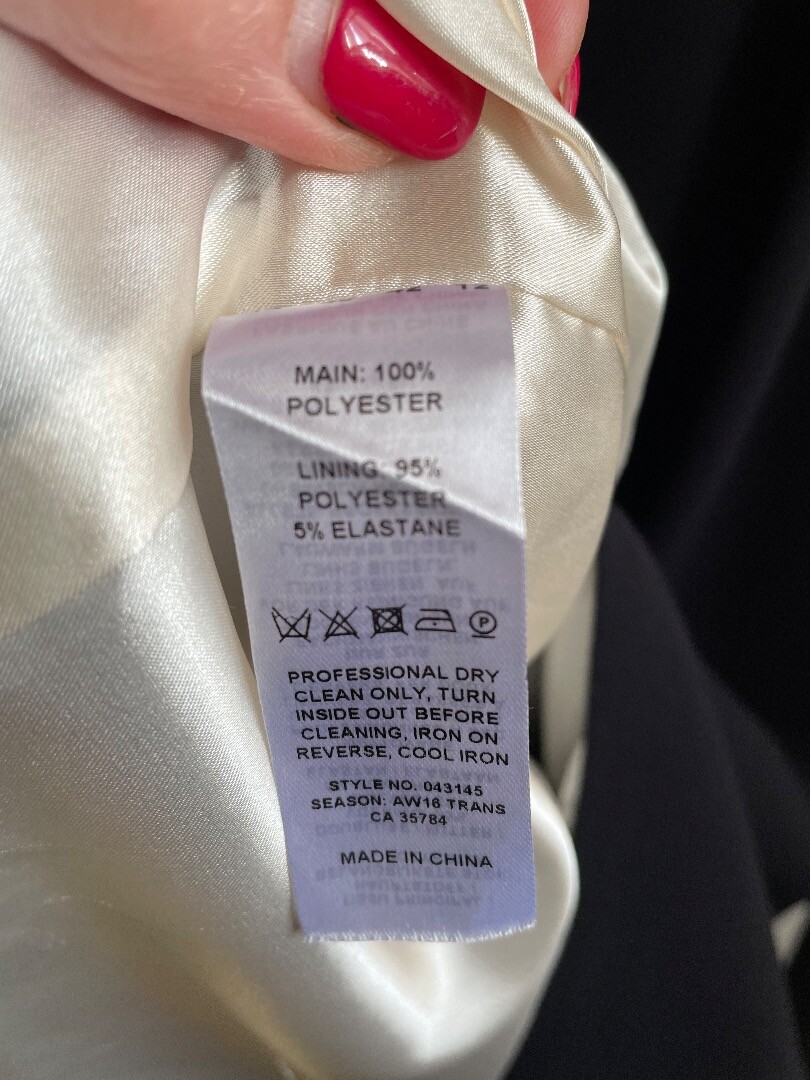 MAIN: 100%
POLYESTER
LINING: 95%
POLYESTER
5% ELASTANE
PROFESSIONAL DRY
CLEAN ONLY, TURN
INSIDE OUT BEFORE
CLEANING, IRON ON
REVERSE, COOL IRON
STYLE NO. 043145
SEASON: AW16 TRANS
CA 35784
MADE IN CHINA